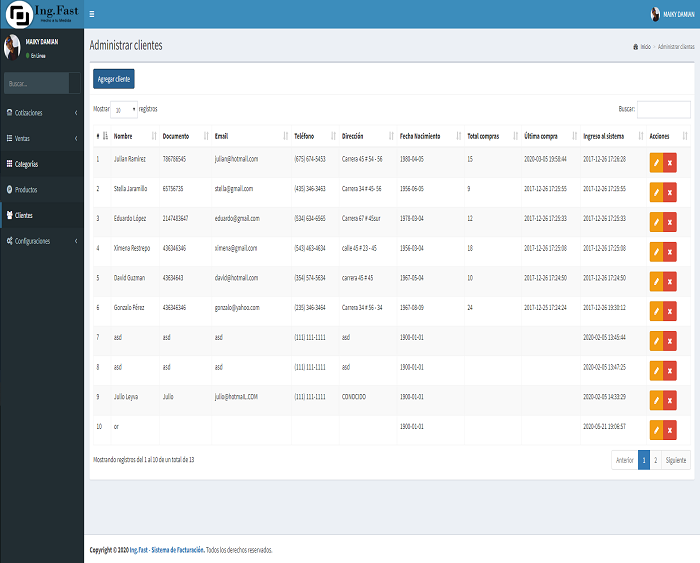 Ing.Fast
MAIKY DAMIAN
MAIKY DAMIAN
En Línea
Buscar...
Cotizaciones
Ventas
Categorías
Productos
Clientes
Configuraciones
Administrar clientes
Inicio > Administrar clientes
Agregar cliente
Mostrar 10 registros
Buscar:
# Nombre Documento Email Teléfono Dirección Fecha Nacimiento Total compras Última compra Ingreso al sistema Acciones
1 Julian Ramirez 786786545 julian@hotmail.com (675) 674-5453 Carrera 45 # 54 - 56 1980-04-05 15 2020-03-05 19:58:44 2017-12-26 17:26:28
2 Stella Jaramillo 65756735 stella@gmail.com (435) 346-3463 Carrera 34 # 45- 56 1956-06-05 9 2017-12-26 17:25:55 2017-12-26 17:25:55
3 Eduardo López 2147483647 eduardo@gmail.com (534) 634-6565 Carrera 67 # 45sur 1978-03-04 12 2017-12-26 17:25:33 2017-12-26 17:25:33
4 Ximena Restrepo 436346346 ximena@gmail.com (543) 463-4634 calle 45 # 23 - 45 1956-03-04 18 2017-12-26 17:25:08 2017-12-26 17:25:08
5 David Guzman 43634643 david@hotmail.com (354) 574-5634 carrera 45 # 45 1967-05-04 10 2017-12-26 17:24:50 2017-12-26 17:24:50
6 Gonzalo Pérez 436346346 gonzalo@yahoo.com (235) 346-3464 Carrera 34 # 56 - 34 1967-08-09 24 2017-12-25 17:24:24 2017-12-26 19:30:12
7 asd asd asd (111) 111-1111 asd 1900-01-01 2020-02-05 13:45:44
8 asd asd asd (111) 111-1111 asd 1900-01-01 2020-02-05 13:47:25
9 Julio Leyva Julio julio@hotmaiL.COM (111) 111-1111 CONOCIDO 1900-01-01 2020-02-05 14:33:29
10 or 1900-01-01 2020-05-21 19:06:57
Mostrando registros del 1 al 10 de un total de 13
Anterior 1 2 Siguiente
Copyright © 2020 Ing.fast - Sistema de Facturación. Todos los derechos reservados.